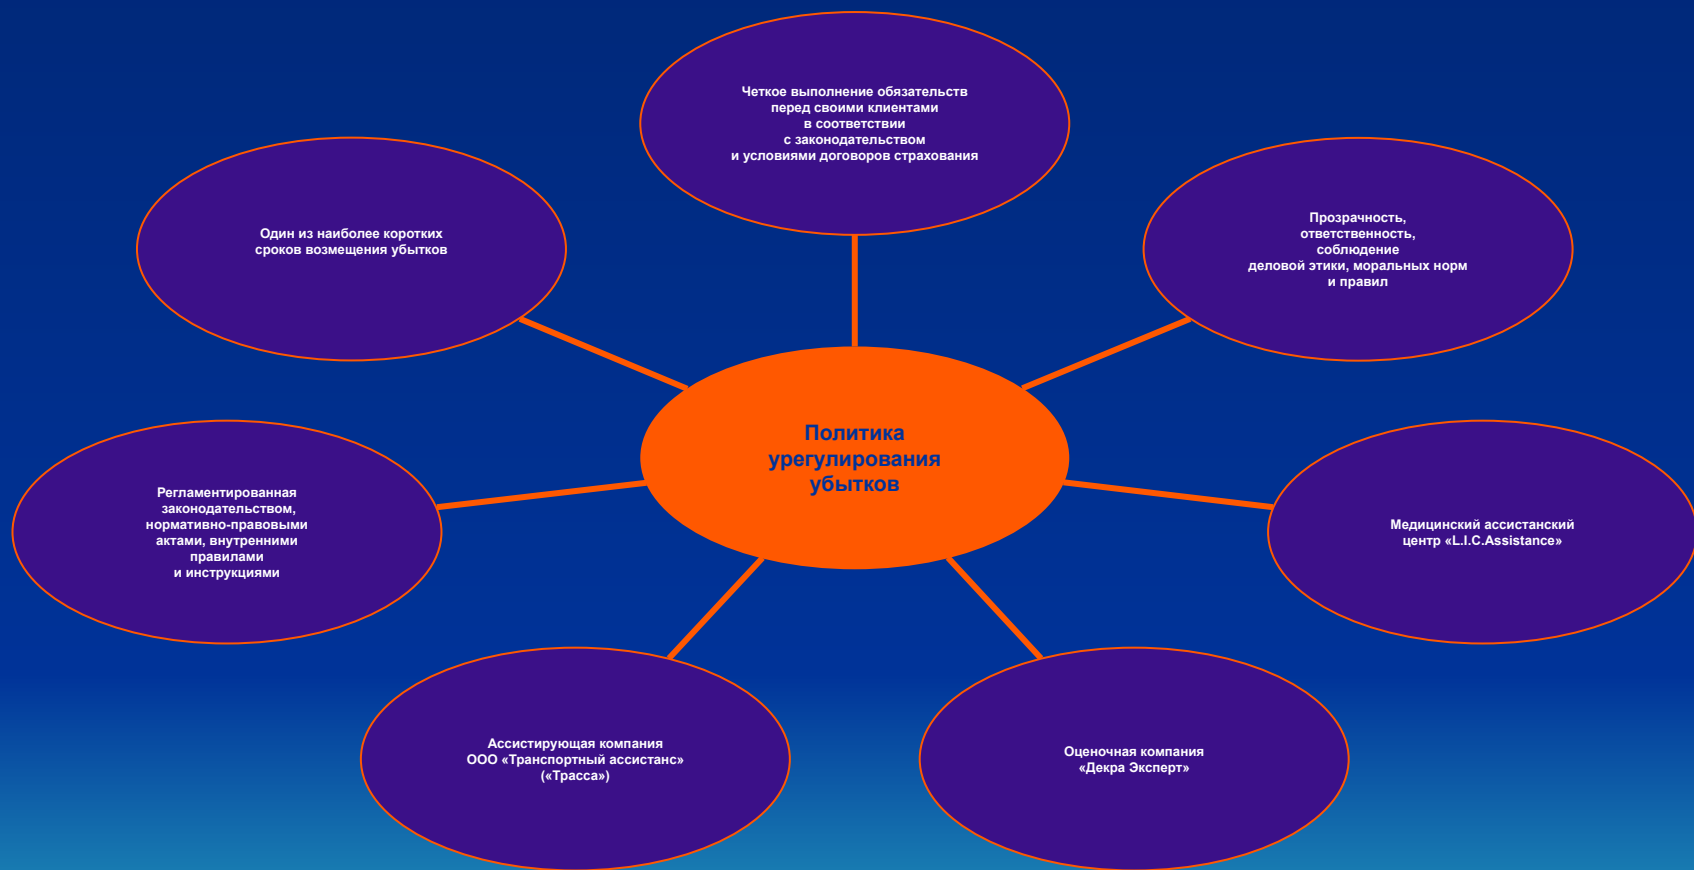 Четкое выполнение обязательств
перед своими клиентами
в соответствии
с законодательством
и условиями договоров страхования
Один из наиболее коротких
сроков возмещения убытков
Прозрачность,
ответственность,
соблюдение
деловой этики, моральных норм
и правил
Политика
урегулирования
убытков
Регламентированная
законодательством,
нормативно-правовыми
актами, внутренними
правилами
и инструкциями
Медицинский ассистанский
центр «L.I.C.Assistance»
Ассистирующая компания
ООО «Транспортный ассистанс»
(«Трасса»)
Оценочная компания
«Декра Эксперт»